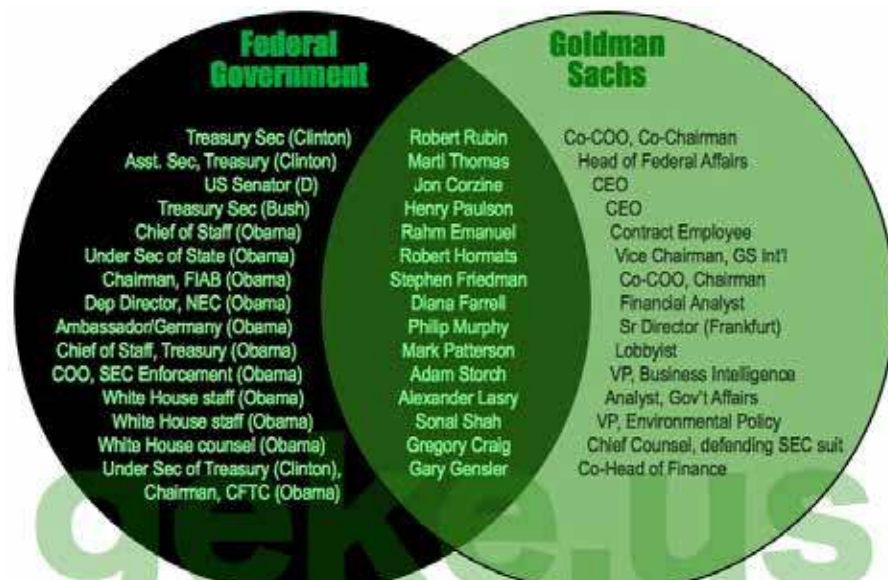 Federal Goldman
Government Sachs
Treasury Sec (Clinton) Robert Rubin Co-COO, Co-Chairman
Asst. Sec, Treasury (Clinton) Marti Thomas Head of Federal Affairs
US Senator (D) Jon Corzine CEO
Treasury Sec (Bush) Henry Paulson CEO
Chief of Staff (Obama) Rahm Emanuel Contract Employee
Under Sec of State (Obama) Robert Hormats Vice Chairman, GS Int'l
Chairman, FIAB (Obama) Stephen Friedman Co-COO, Chairman
Dep Director, NEC (Obama) Diana Farrell Financial Analyst
Ambassador/Germany (Obama) Philip Murphy Sr Director (Frankfurt)
Chief of Staff, Treasury (Obama) Mark Patterson Lobbyist
COO, SEC Enforcement (Obama) Adam Storch VP, Business Intelligence
White House staff (Obama) Alexander Lasry Analyst, Gov't Affairs
White House staff (Obama) Sonal Shah VP, Environmental Policy
White House counsel (Obama) Gregory Craig Chief Counsel, defending SEC suit
Under Sec of Treasury (Clinton), Gary Gensler Co-Head of Finance
Chairman, CFTC (Obama)
geke.us